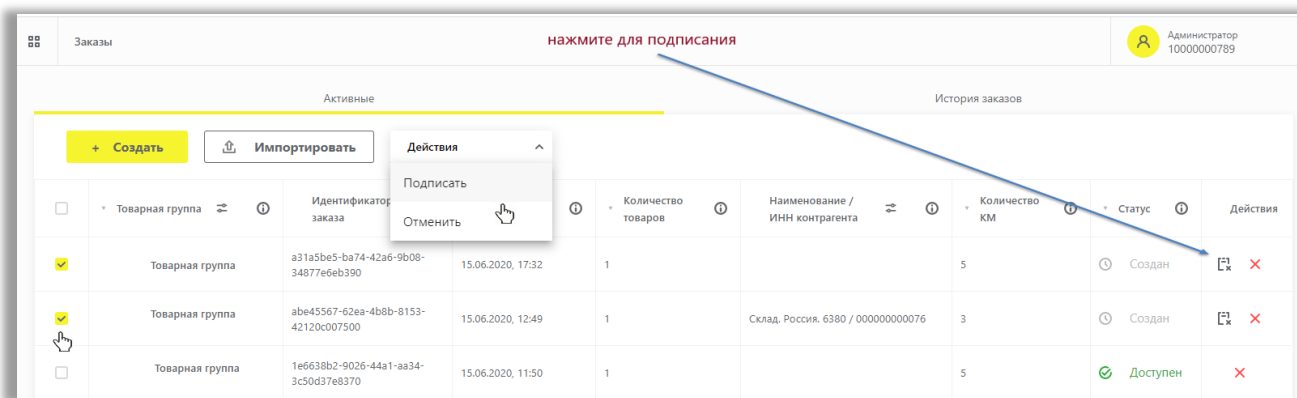 Заказы
нажмите для подписания
Администратор
10000000789
Активные
История заказов
+ Создать
Импортировать
Действия
Подписать
Отменить
Товарная группа
Идентификатор
заказа
Количество
товаров
Наименование /
ИНН контрагента
Количество
КМ
Статус
Действия
Товарная группа
a31a5be5-ba74-42a6-9b08-
34877e6eb390
15.06.2020, 17:32
1
5
Создан
Товарная группа
abe45567-62ea-4b8b-8153-
42120c007500
15.06.2020, 12:49
1
Склад. Россия. 6380 / 000000000076
3
Создан
Товарная группа
1e6638b2-9026-44a1-aa34-
3c50d37e8370
15.06.2020, 11:50
1
5
Доступен